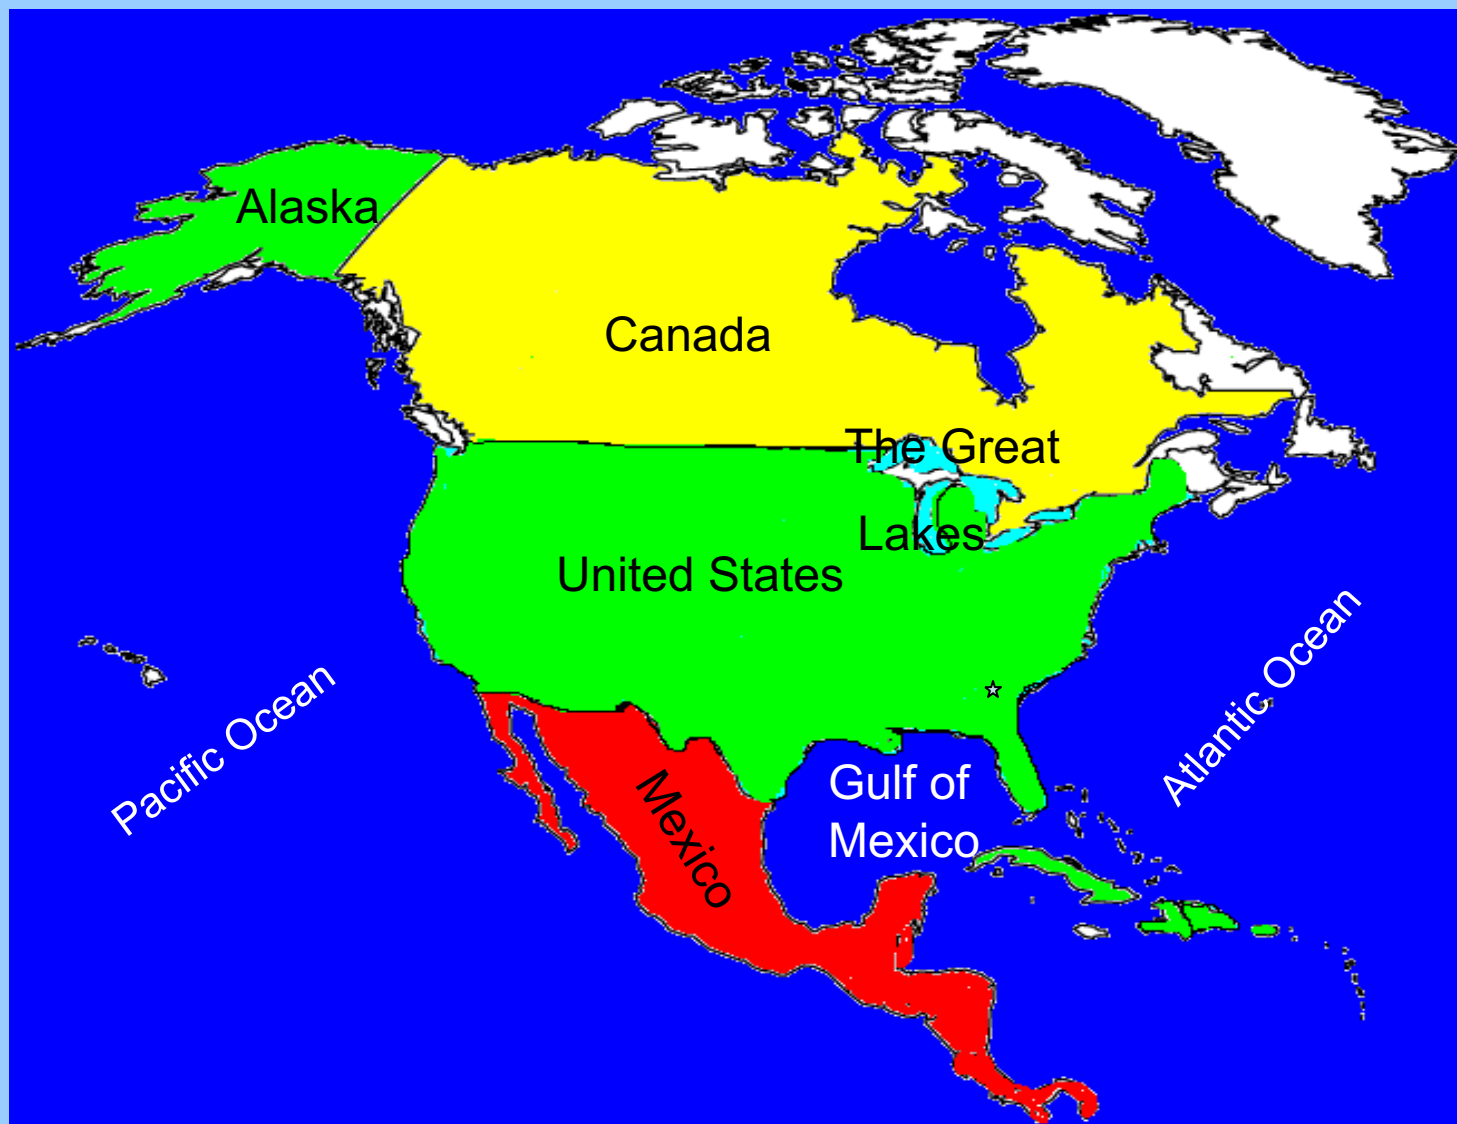 Alaska
Canada
The Great
Lakes
United States
Pacific Ocean
Atlantic Ocean
Gulf of
Mexico
Mexico